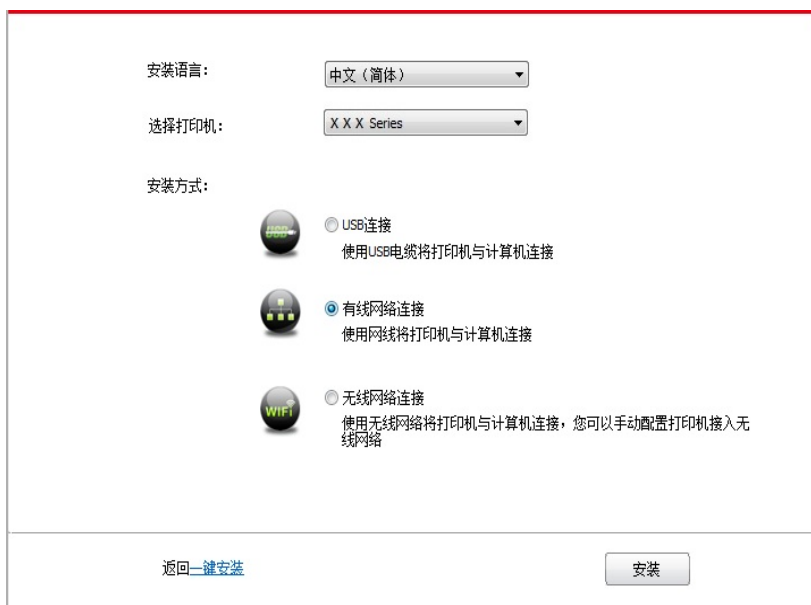 安装语言：
中文（简体）
选择打印机：
X X X Series
安装方式：
USB
USB连接
使用USB电缆将打印机与计算机连接
有线网络连接
使用网线将打印机与计算机连接
WiFi
无线网络连接
使用无线网络将打印机与计算机连接，您可以手动配置打印机接入无
线网络
返回一键安装
安装